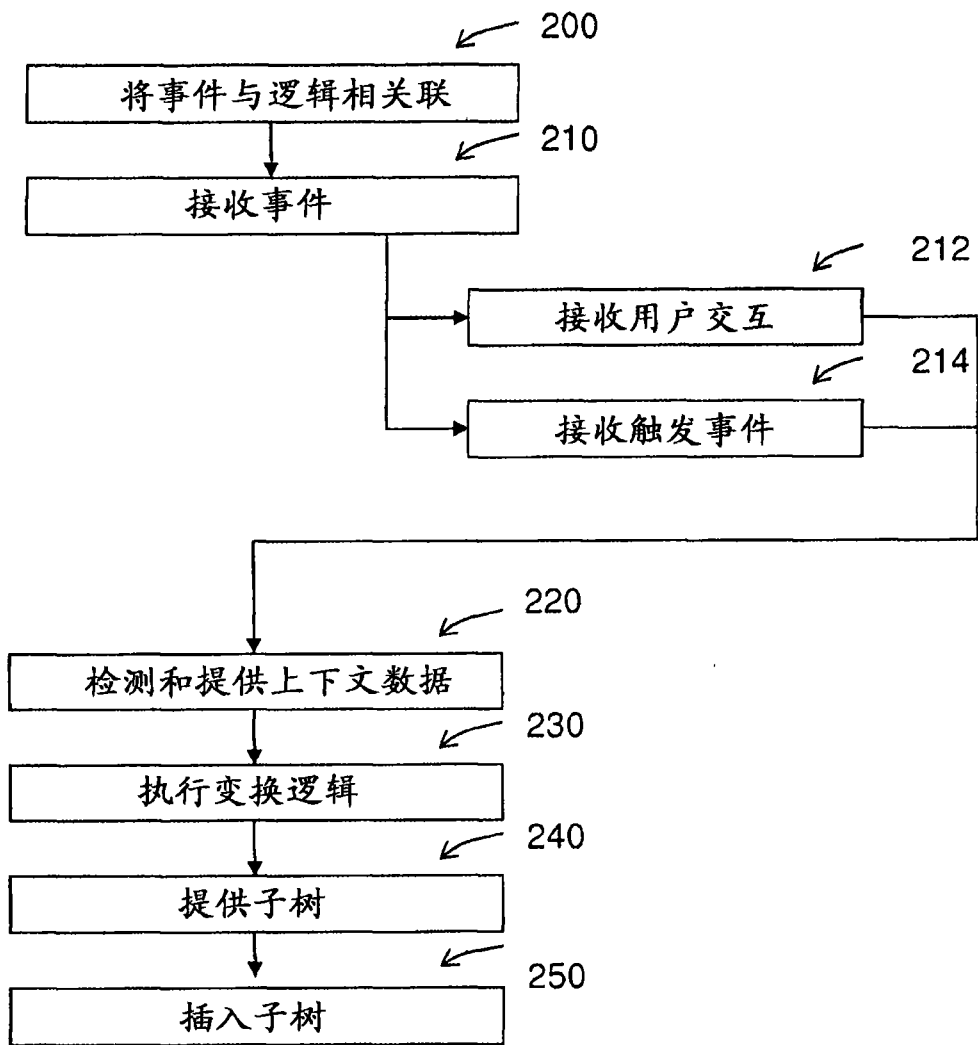 200
将事件与逻辑相关联
210
接收事件
212
接收用户交互
214
接收触发事件
220
检测和提供上下文数据
230
执行变换逻辑
240
提供子树
250
插入子树